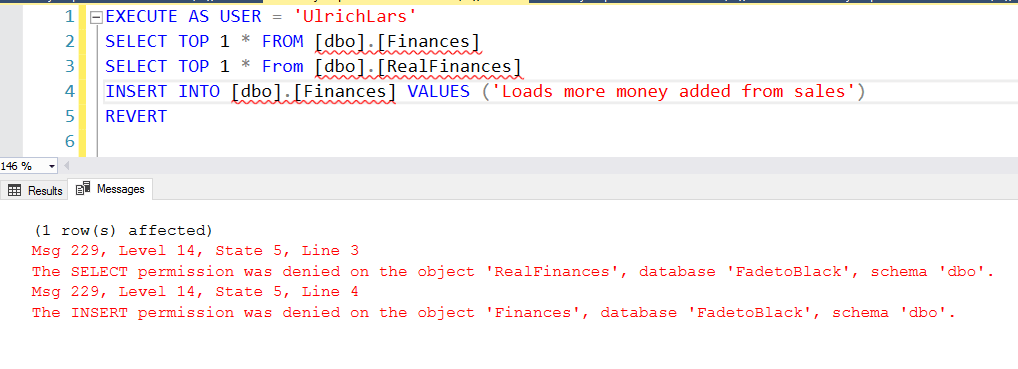 1 EXECUTE AS USER = 'UlrichLars'
2 SELECT TOP 1 * FROM [dbo].[Finances]
3 SELECT TOP 1 * From [dbo].[RealFinances]
4 INSERT INTO [dbo].[Finances] VALUES ('Loads more money added from sales')
5 REVERT
6
146 %
Results Messages
(1 row(s) affected)
Msg 229, Level 14, State 5, Line 3
The SELECT permission was denied on the object 'RealFinances', database 'FadetoBlack', schema 'dbo'.
Msg 229, Level 14, State 5, Line 4
The INSERT permission was denied on the object 'Finances', database 'FadetoBlack', schema 'dbo'.